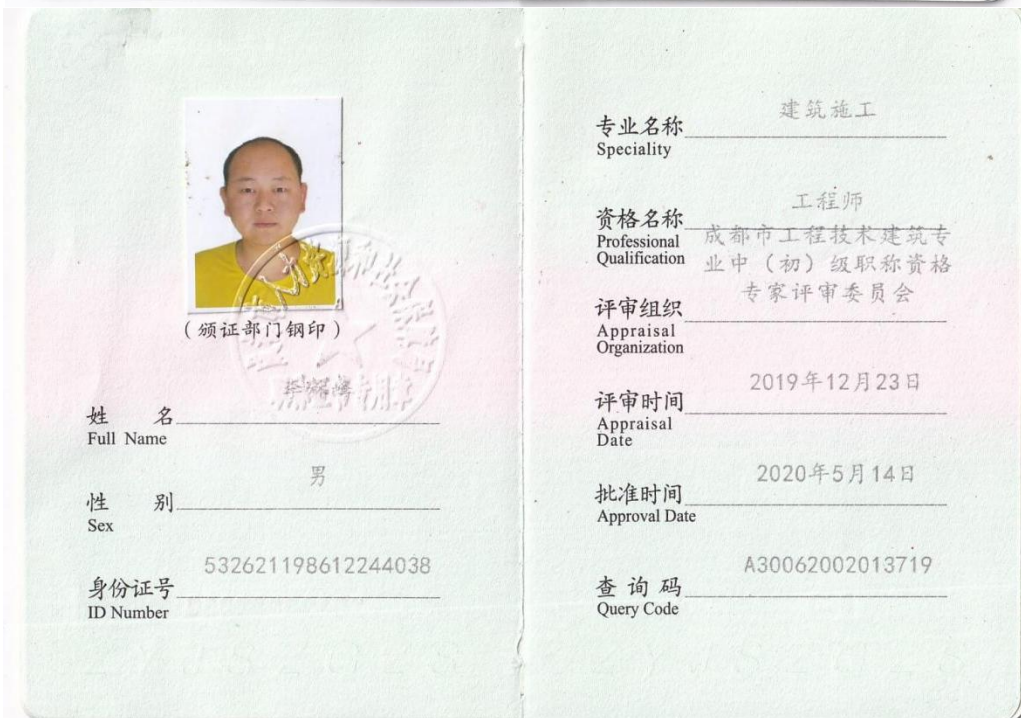 (颁证部门钢印)
姓 名
Full Name
男
性 别
Sex
532621198612244038
身份证号
ID Number
建筑施工
专业名称
Speciality
工程师
资格名称
Professional
Qualification
成都市工程技术建筑专
业中(初)级职称资格
专家评审委员会
评审组织
Appraisal
Organization
2019年12月23日
评审时间
Appraisal
Date
2020年5月14日
批准时间
Approval Date
A30062002013719
查询码
Query Code